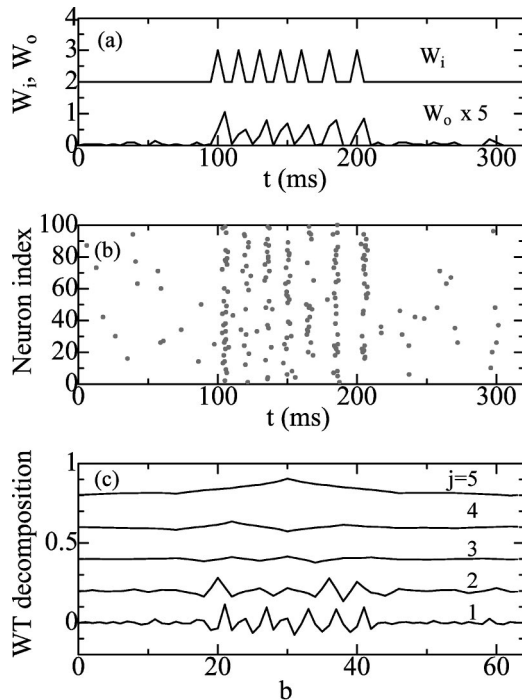 (a)
W_i, W_o
4
3
2
1
0
W_i
W_o x 5
0 100 200 300
t (ms)
(b)
Neuron index
100
80
60
40
20
0
0 100 200 300
t (ms)
(c)
WT decomposition
1
0.5
0
j=5
4
3
2
1
0 20 40 60
b